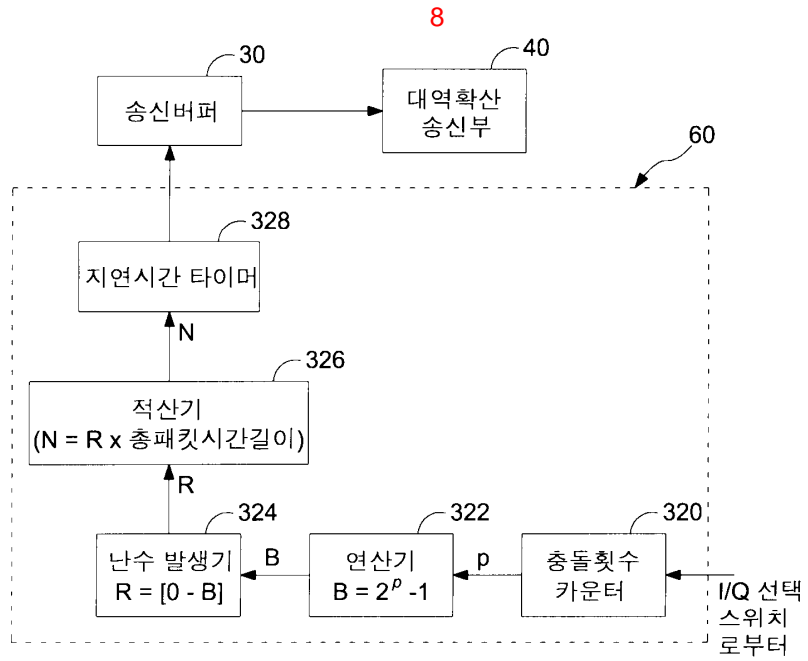 8
30
송신버퍼
40
대역확산
송신부
60
328
지연시간 타이머
N
326
적산기
(N = R x 총패킷시간길이)
R
324
난수 발생기
R = [0 - B]
B
322
연산기
B = 2^p -1
p
320
충돌횟수
카운터
I/Q 선택
스위치
로부터